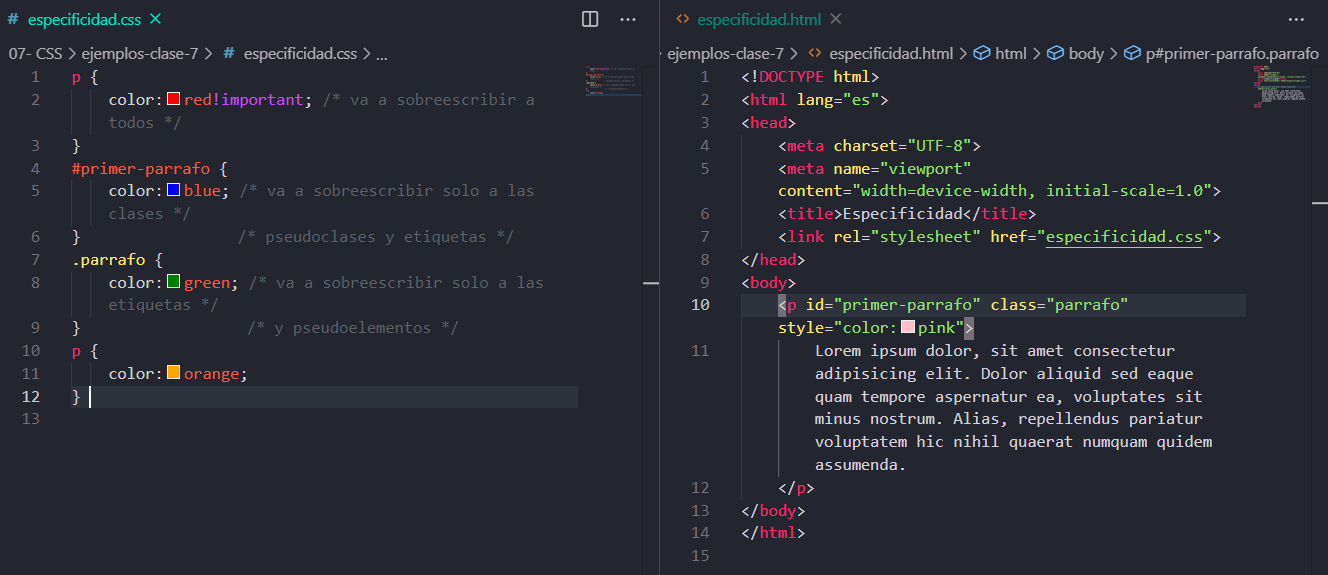 # especificidad.css ×
07- CSS > ejemplos-clase-7 > # especificidad.css > ...
1 p {
2 color: red!important; /* va a sobreescribir a
todos */
3 }
4 #primer-parrafo {
5 color: blue; /* va a sobreescribir solo a las
clases */
6 } /* pseudoclases y etiquetas */
7 .parrafo {
8 color: green; /* va a sobreescribir solo a las
etiquetas */
9 } /* y pseudoelementos */
10 p {
11 color: orange;
12 }
13
<> especificidad.html ×
ejemplos-clase-7 > <> especificidad.html > html > body > p#primer-parrafo.parrafo
1 <!DOCTYPE html>
2 <html lang="es">
3 <head>
4 <meta charset="UTF-8">
5 <meta name="viewport"
content="width=device-width, initial-scale=1.0">
6 <title>Especificidad</title>
7 <link rel="stylesheet" href="especificidad.css">
8 </head>
9 <body>
10 <p id="primer-parrafo" class="parrafo"
style="color: pink">
11 Lorem ipsum dolor, sit amet consectetur
adipisicing elit. Dolor aliquid sed eaque
quam tempore aspernatur ea, voluptates sit
minus nostrum. Alias, repellendus pariatur
voluptatem hic nihil quaerat numquam quidem
assumenda.
12 </p>
13 </body>
14 </html>
15